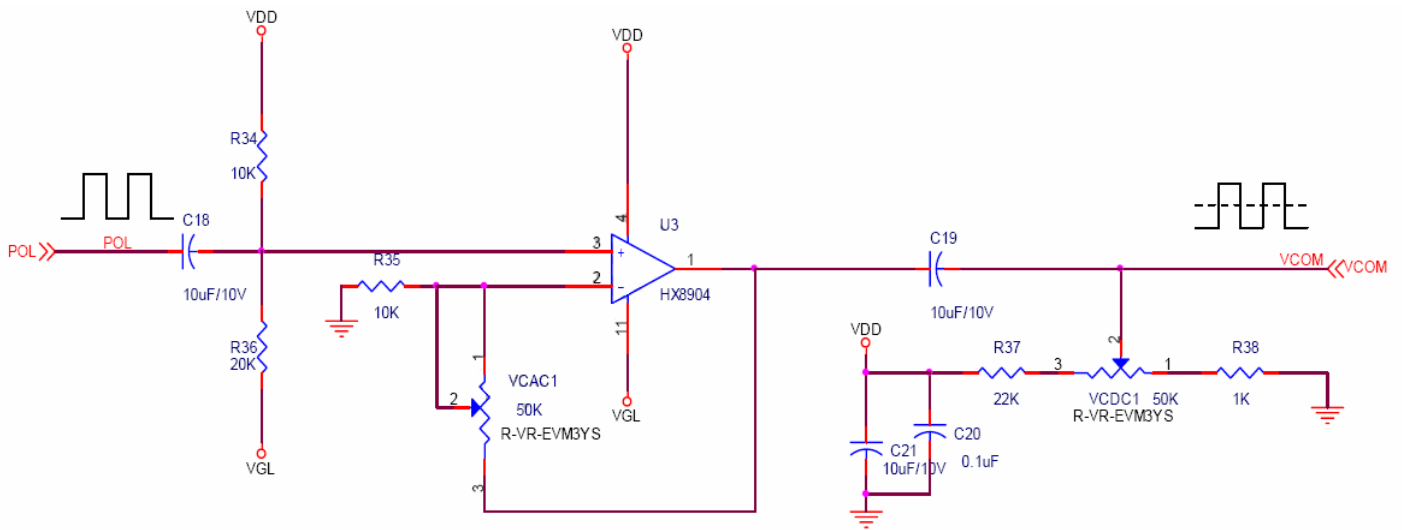 VDD
VDD
R34
10K
C18
POL
POL
10uF/10V
R36
20K
VGL
R35
10K
3
+
2
-
4
U3
1
HX8904
11
VGL
1
VCAC1
2
50K
R-VR-EVM3YS
3
C19
10uF/10V
VCOM
VCOM
VDD
R37
22K
3
2
1
VCDC1
50K
R-VR-EVM3YS
R38
1K
C21
10uF/10V
C20
0.1uF